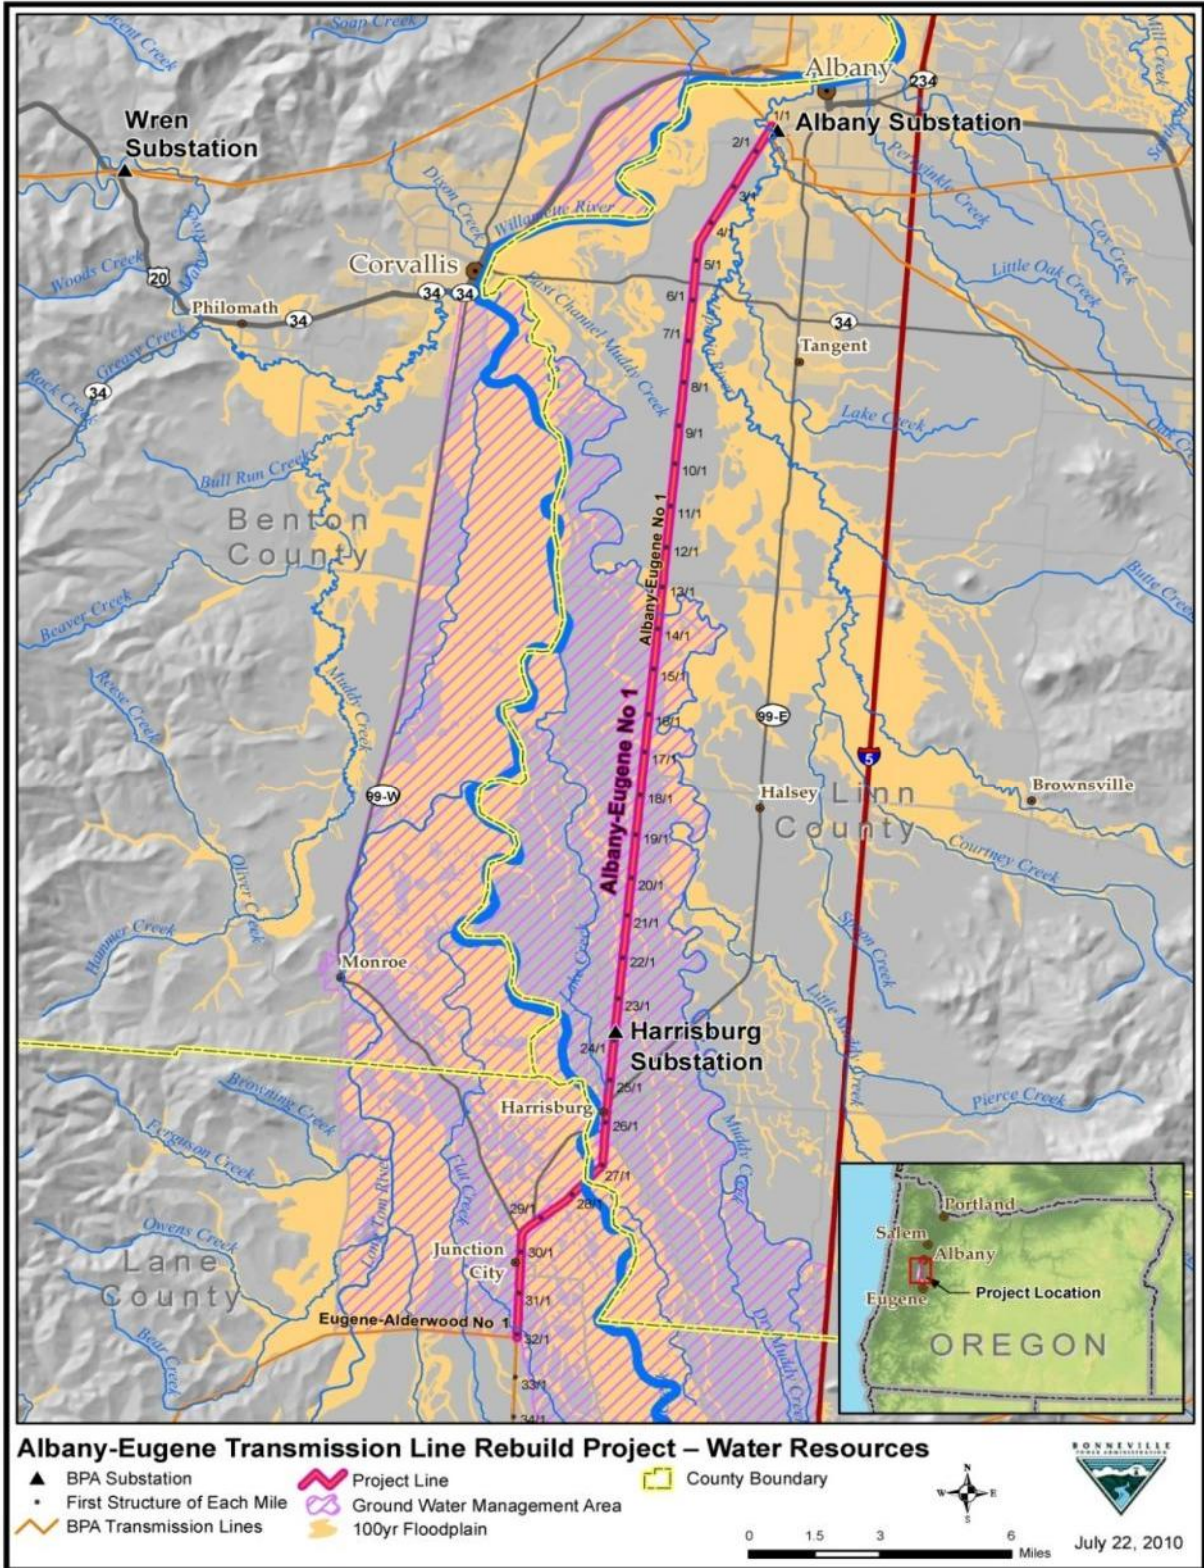 Soap Creek
Mill Creek
Albany
234
Wren
Substation
1/1
Albany Substation
2/1
Periwinkle Creek
Dixon Creek
3/1
Willamette River
4/1
Cox Creek
Woods Creek
20
Corvallis
5/1
Little Oak Creek
34
34
6/1
Philomath
34
East Channel Muddy Creek
34
7/1
Greasy Creek
Tangent
Rock Creek
34
8/1
Lake Creek
9/1
Bull Run Creek
10/1
11/1
Benton
County
12/1
Albany-Eugene No 1
Butte Creek
Beaver Creek
13/1
14/1
15/1
Reese Creek
Muddy Creek
16/1
99-E
Albany-Eugene No 1
17/1
5
99-W
18/1
Halsey
Linn
County
Brownsville
19/1
Courtney Creek
Oliver Creek
20/1
21/1
Hammer Creek
Spoon Creek
Monroe
22/1
Lake Creek
23/1
Little Muddy Creek
Harrisburg
Substation
24/1
25/1
Browning Creek
Harrisburg
26/1
Pierce Creek
Ferguson Creek
Muddy Creek
27/1
Long Tom River
Flat Creek
28/1
29/1
Owens Creek
Lane
County
30/1
Junction
City
31/1
Eugene-Alderwood No 1
32/1
Bear Creek
Dry Muddy Creek
33/1
34/1
Portland
Salem
Albany
Project Location
Eugene
OREGON
Albany-Eugene Transmission Line Rebuild Project – Water Resources
BPA Substation
First Structure of Each Mile
BPA Transmission Lines
Project Line
Ground Water Management Area
100yr Floodplain
County Boundary
N
W E
S
0 1.5 3 6
Miles
BONNEVILLE
POWER ADMINISTRATION
July 22, 2010